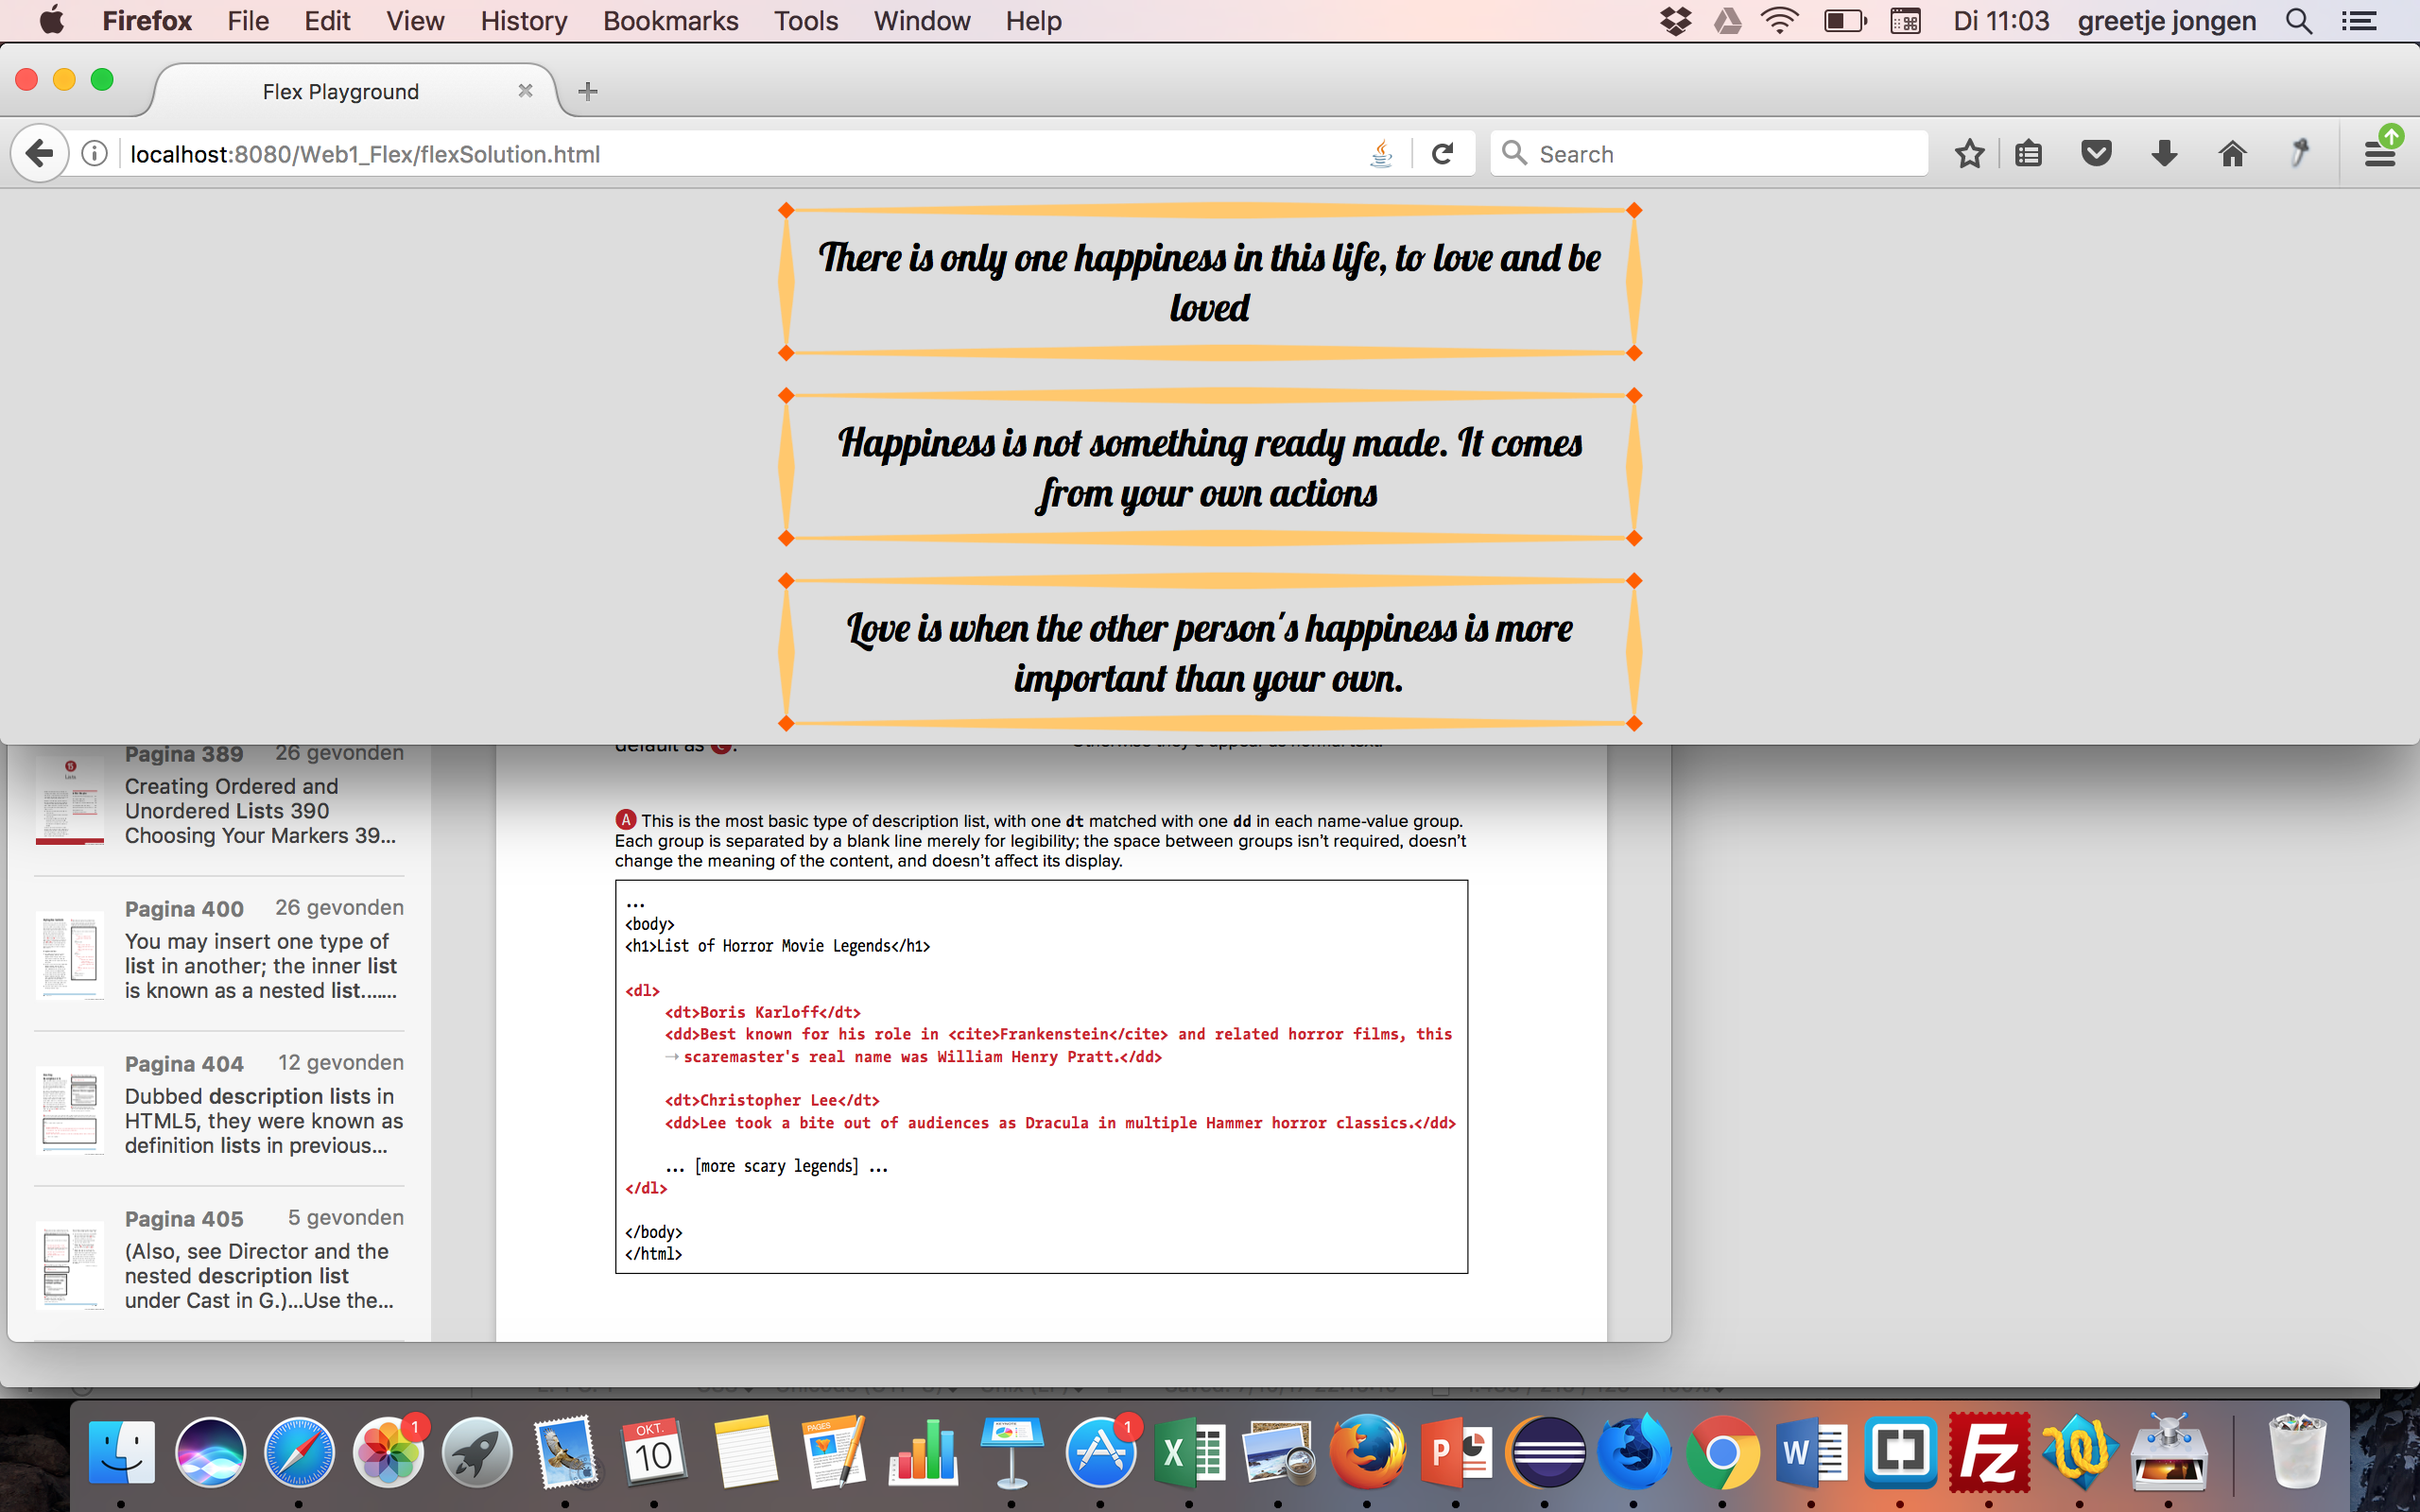 Firefox File Edit View History Bookmarks Tools Window Help Di 11:03 greetje jongen
Flex Playground
localhost:8080/Web1_Flex/flexSolution.html
Search
There is only one happiness in this life, to love and be
loved
Happiness is not something ready made. It comes
from your own actions
Love is when the other person's happiness is more
important than your own.
Pagina 389 26 gevonden
Creating Ordered and
Unordered Lists 390
Choosing Your Markers 39...
Pagina 400 26 gevonden
You may insert one type of
list in another; the inner list
is known as a nested list......
Pagina 404 12 gevonden
Dubbed description lists in
HTML5, they were known as
definition lists in previous...
Pagina 405 5 gevonden
(Also, see Director and the
nested description list
under Cast in G.)...Use the...
default as C.
A This is the most basic type of description list, with one dt matched with one dd in each name-value group.
Each group is separated by a blank line merely for legibility; the space between groups isn't required, doesn't
change the meaning of the content, and doesn't affect its display.
...
<body>
<h1>List of Horror Movie Legends</h1>
<dl>
<dt>Boris Karloff</dt>
<dd>Best known for his role in <cite>Frankenstein</cite> and related horror films, this
→ scaremaster's real name was William Henry Pratt.</dd>
<dt>Christopher Lee</dt>
<dd>Lee took a bite out of audiences as Dracula in multiple Hammer horror classics.</dd>
... [more scary legends] ...
</dl>
</body>
</html>
1
OKT.
10
PAGES
1
X
P
W
Fz